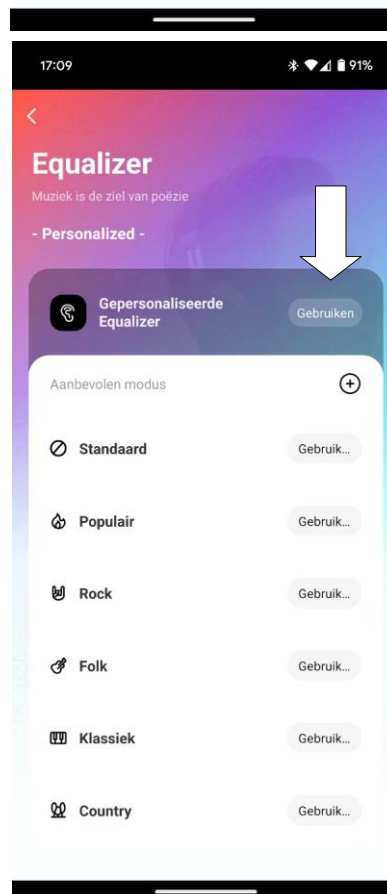 17:09
91%
Equalizer
Muziek is de ziel van poëzie
- Personalized -
Gepersonaliseerde
Equalizer
Gebruiken
Aanbevolen modus
Standaard
Gebruik...
Populair
Gebruik...
Rock
Gebruik...
Folk
Gebruik...
Klassiek
Gebruik...
Country
Gebruik...